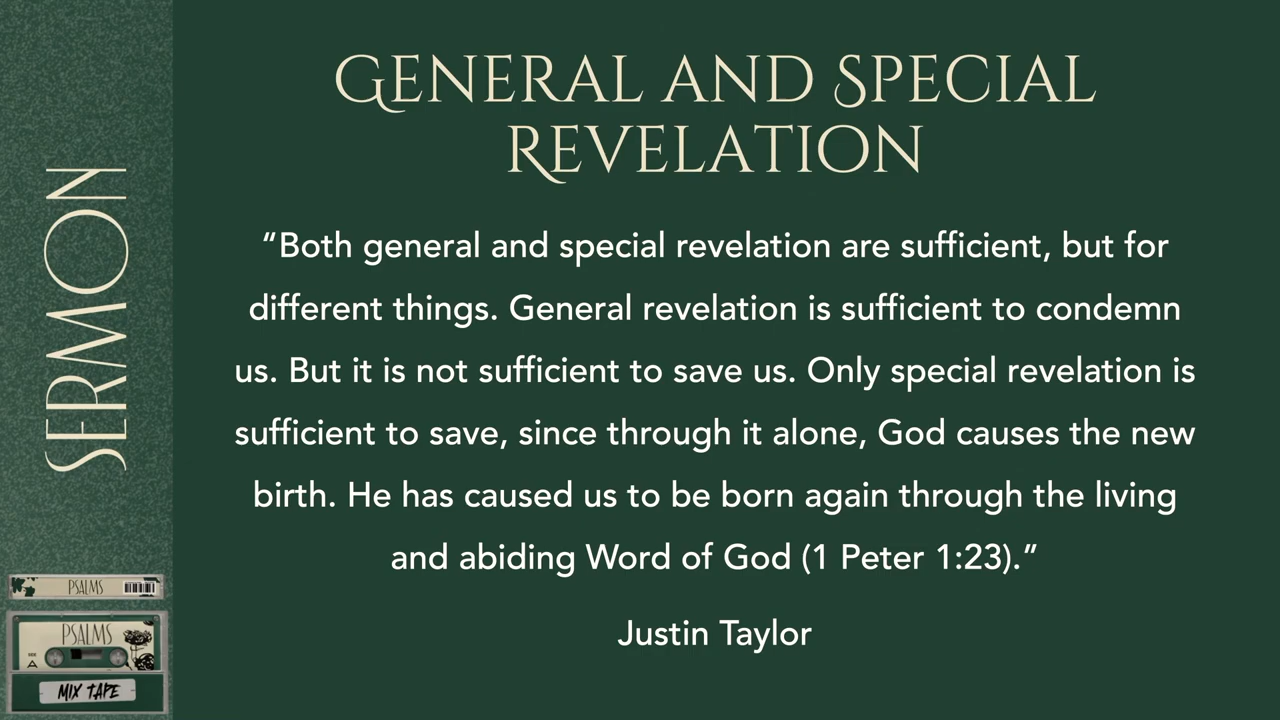 GENERAL AND SPECIAL
REVELATION
“Both general and special revelation are sufficient, but for
different things. General revelation is sufficient to condemn
us. But it is not sufficient to save us. Only special revelation is
sufficient to save, since through it alone, God causes the new
birth. He has caused us to be born again through the living
and abiding Word of God (1 Peter 1:23).”
Justin Taylor
SERMON
PSALMS
PSALMS
A
MIX TAPE